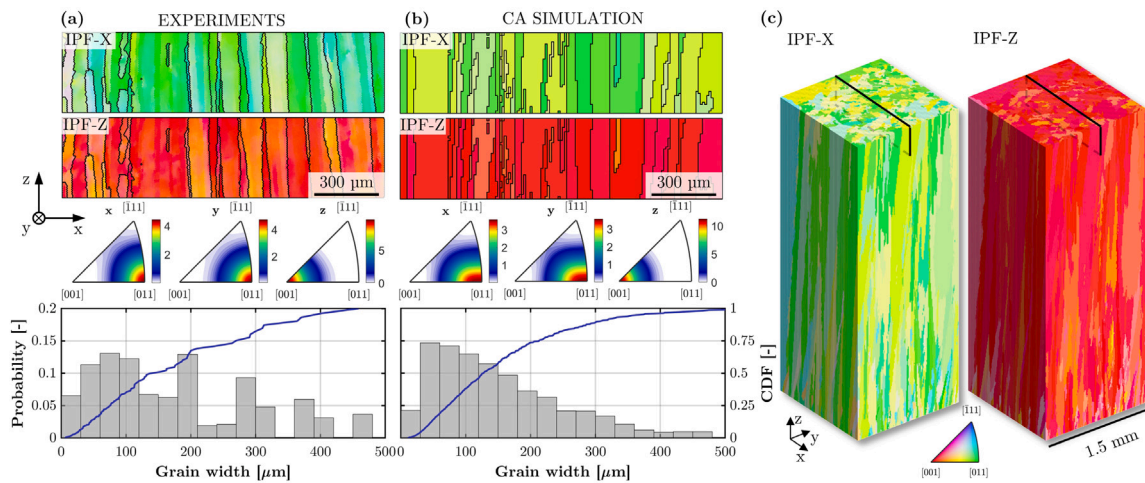 (a)
EXPERIMENTS
IPF-X
IPF-Z
300 µm
z
y
x
x [1̅11]
4
2
[001] [011]
y [1̅11]
4
2
[001] [011]
z [1̅11]
5
0
[001] [011]
Probability [-]
0.2
0.15
0.1
0.05
0
0 100 200 300 400 500
Grain width [µm]
(b)
CA SIMULATION
IPF-X
IPF-Z
300 µm
x [1̅11]
3
2
1
[001] [011]
y [1̅11]
3
2
1
[001] [011]
z [1̅11]
10
5
0
[001] [011]
1
0.75
0.5
0.25
0
CDF [-]
100 200 300 400 500
Grain width [µm]
(c)
IPF-X
IPF-Z
z
y
x
[1̅11]
[001] [011]
1.5 mm